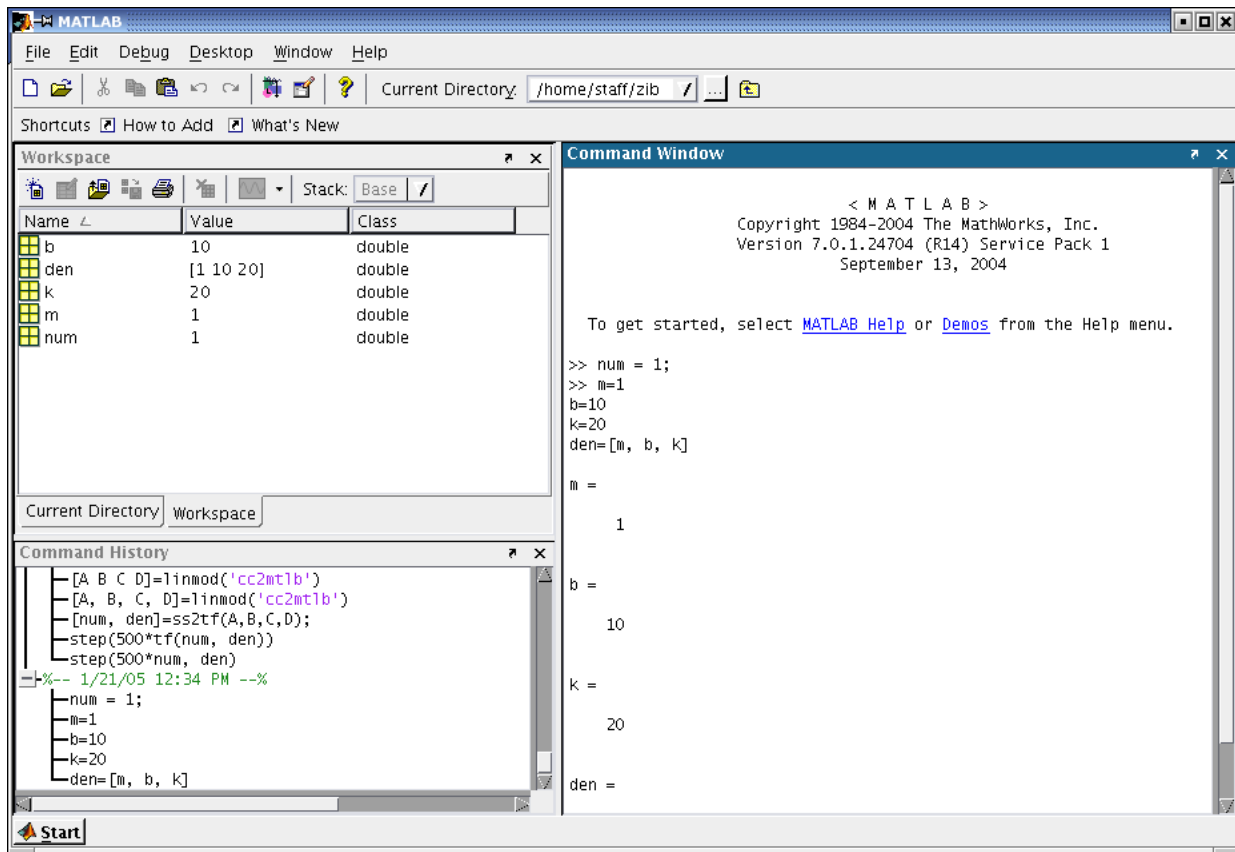 MATLAB
File Edit Debug Desktop Window Help
Current Directory: /home/staff/zib ...
Shortcuts How to Add What's New
Workspace
Stack: Base
Name Value Class
b 10 double
den [1 10 20] double
k 20 double
m 1 double
num 1 double
Current Directory Workspace
Command History
[A B C D]=linmod('cc2mtlb')
[A, B, C, D]=linmod('cc2mtlb')
[num, den]=ss2tf(A,B,C,D);
step(500*tf(num, den))
step(500*num, den)
%-- 1/21/05 12:34 PM --%
num = 1;
m=1
b=10
k=20
den=[m, b, k]
Command Window
< M A T L A B >
Copyright 1984-2004 The MathWorks, Inc.
Version 7.0.1.24704 (R14) Service Pack 1
September 13, 2004
To get started, select MATLAB Help or Demos from the Help menu.
>> num = 1;
>> m=1
b=10
k=20
den=[m, b, k]
m =
1
b =
10
k =
20
den =
Start